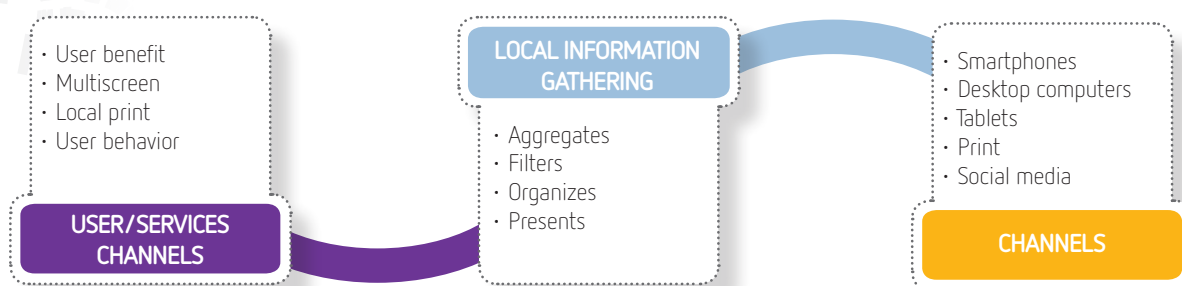 · User benefit
· Multiscreen
· Local print
· User behavior
USER/SERVICES
CHANNELS
LOCAL INFORMATION
GATHERING
· Aggregates
· Filters
· Organizes
· Presents
· Smartphones
· Desktop computers
· Tablets
· Print
· Social media
CHANNELS